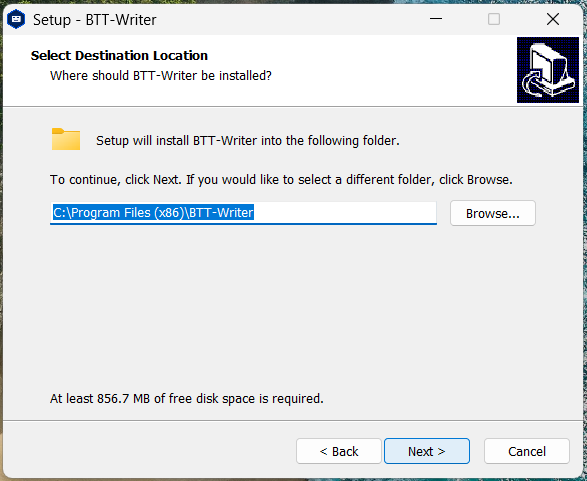 Setup - BTT-Writer
Select Destination Location
Where should BTT-Writer be installed?
Setup will install BTT-Writer into the following folder.
To continue, click Next. If you would like to select a different folder, click Browse.
C:\Program Files (x86)\BTT-Writer
Browse...
At least 856.7 MB of free disk space is required.
< Back
Next >
Cancel